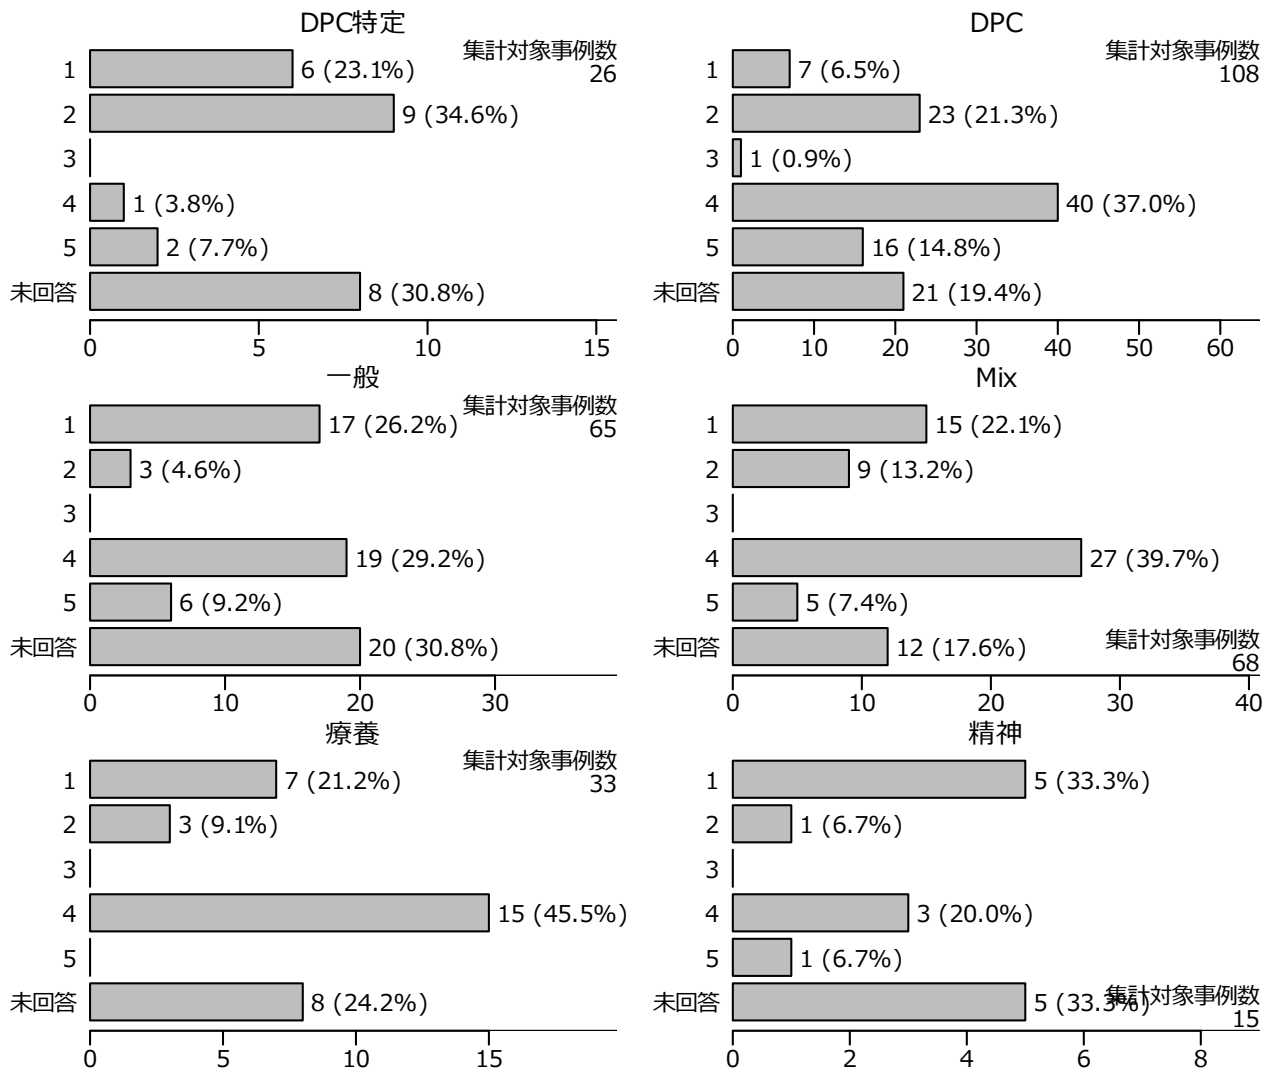 DPC特定
集計対象事例数
26
1 6 (23.1%)
2 9 (34.6%)
3
4 1 (3.8%)
5 2 (7.7%)
未回答 8 (30.8%)
0 5 10 15
DPC
集計対象事例数
108
1 7 (6.5%)
2 23 (21.3%)
3 1 (0.9%)
4 40 (37.0%)
5 16 (14.8%)
未回答 21 (19.4%)
0 10 20 30 40 50 60
一般
集計対象事例数
65
1 17 (26.2%)
2 3 (4.6%)
3
4 19 (29.2%)
5 6 (9.2%)
未回答 20 (30.8%)
0 10 20 30
Mix
1 15 (22.1%)
2 9 (13.2%)
3
4 27 (39.7%)
5 5 (7.4%)
未回答 12 (17.6%)
集計対象事例数
68
0 10 20 30 40
療養
集計対象事例数
33
1 7 (21.2%)
2 3 (9.1%)
3
4 15 (45.5%)
5
未回答 8 (24.2%)
0 5 10 15
精神
1 5 (33.3%)
2 1 (6.7%)
3
4 3 (20.0%)
5 1 (6.7%)
未回答 5 (33.3%)
集計対象事例数
15
0 2 4 6 8